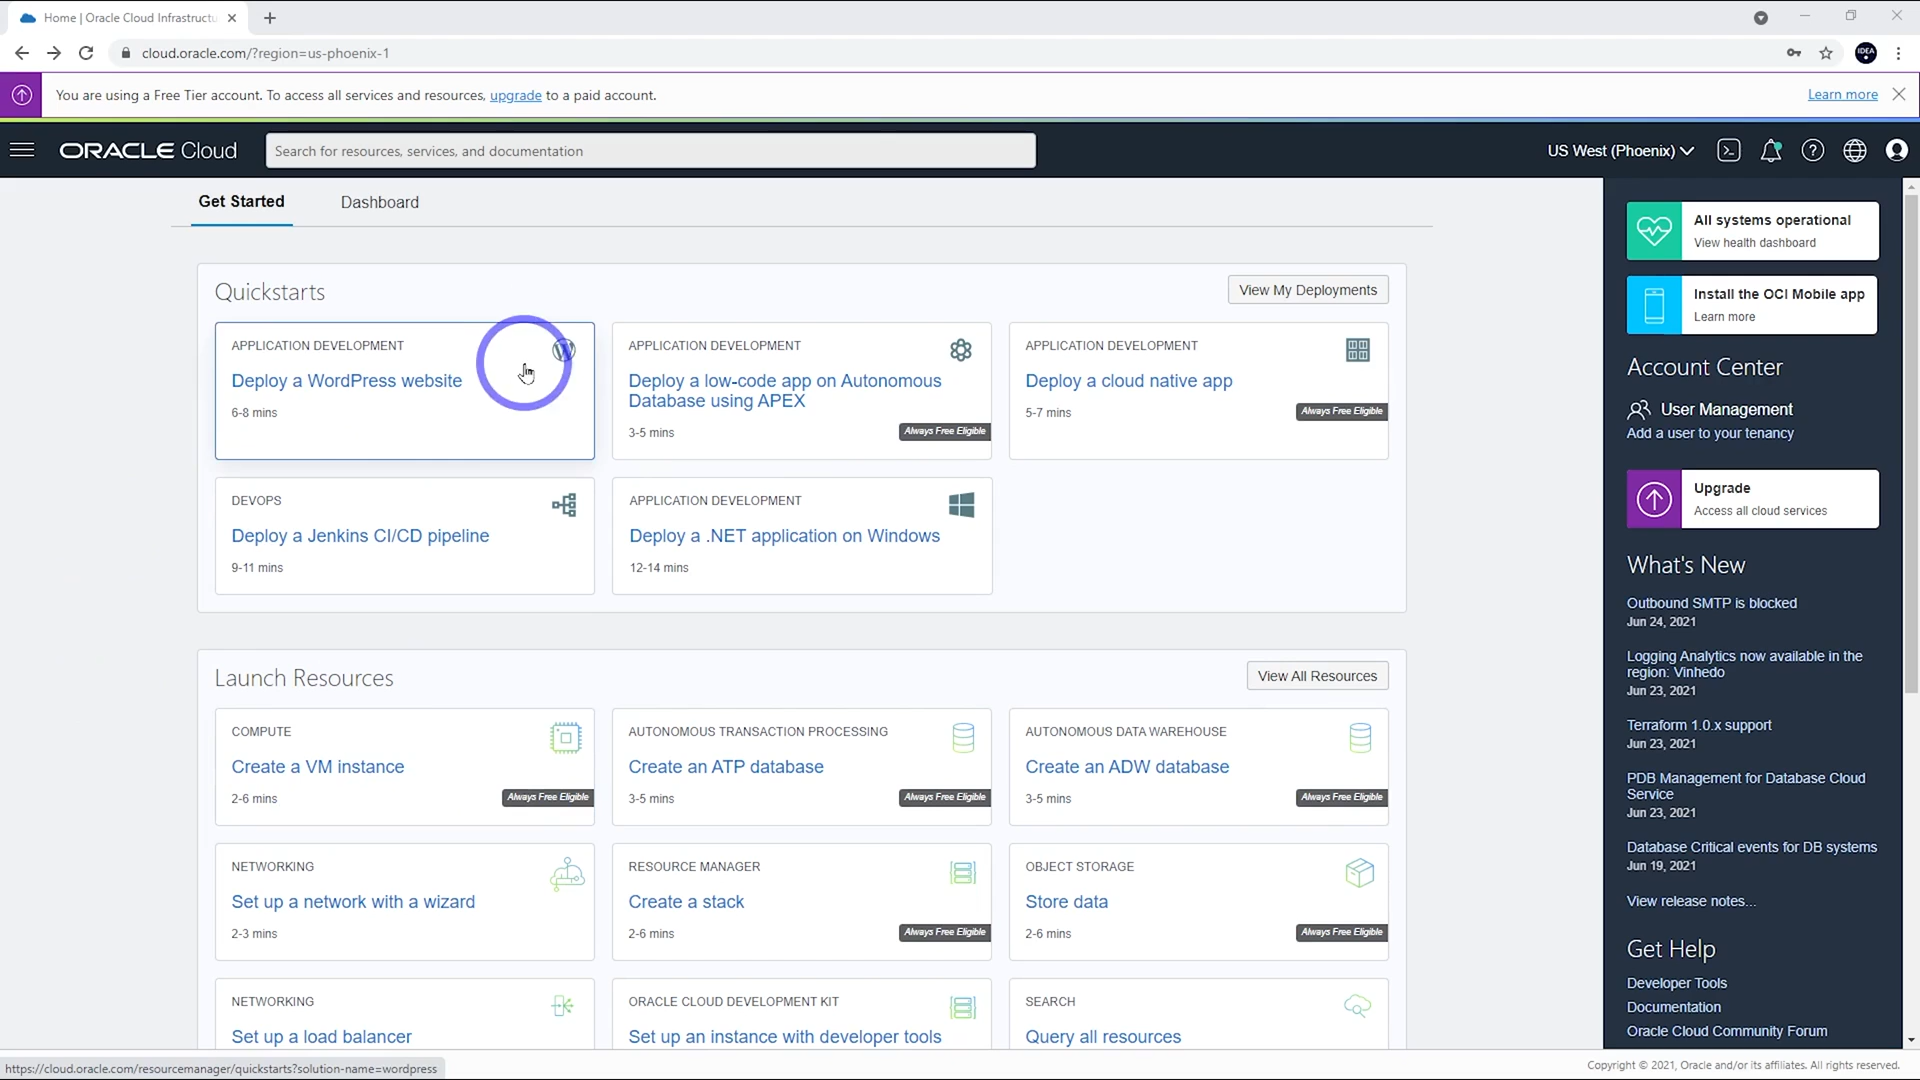 Home | Oracle Cloud Infrastructu
cloud.oracle.com/?region=us-phoenix-1
IDEA
You are using a Free Tier account. To access all services and resources, upgrade to a paid account.
Learn more
ORACLE Cloud
Search for resources, services, and documentation
US West (Phoenix)
Get Started
Dashboard
Quickstarts
View My Deployments
APPLICATION DEVELOPMENT
Deploy a WordPress website
6-8 mins
APPLICATION DEVELOPMENT
Deploy a low-code app on Autonomous
Database using APEX
3-5 mins
Always Free Eligible
APPLICATION DEVELOPMENT
Deploy a cloud native app
5-7 mins
Always Free Eligible
DEVOPS
Deploy a Jenkins CI/CD pipeline
9-11 mins
APPLICATION DEVELOPMENT
Deploy a .NET application on Windows
12-14 mins
Launch Resources
View All Resources
COMPUTE
Create a VM instance
2-6 mins
Always Free Eligible
AUTONOMOUS TRANSACTION PROCESSING
Create an ATP database
3-5 mins
Always Free Eligible
AUTONOMOUS DATA WAREHOUSE
Create an ADW database
3-5 mins
Always Free Eligible
NETWORKING
Set up a network with a wizard
2-3 mins
RESOURCE MANAGER
Create a stack
2-6 mins
Always Free Eligible
OBJECT STORAGE
Store data
2-6 mins
Always Free Eligible
NETWORKING
Set up a load balancer
ORACLE CLOUD DEVELOPMENT KIT
Set up an instance with developer tools
SEARCH
Query all resources
All systems operational
View health dashboard
Install the OCI Mobile app
Learn more
Account Center
User Management
Add a user to your tenancy
Upgrade
Access all cloud services
What's New
Outbound SMTP is blocked
Jun 24, 2021
Logging Analytics now available in the
region: Vinhedo
Jun 23, 2021
Terraform 1.0.x support
Jun 23, 2021
PDB Management for Database Cloud
Service
Jun 23, 2021
Database Critical events for DB systems
Jun 19, 2021
View release notes...
Get Help
Developer Tools
Documentation
Oracle Cloud Community Forum
https://cloud.oracle.com/resourcemanager/quickstarts?solution-name=wordpress
Copyright © 2021, Oracle and/or its affiliates. All rights reserved.